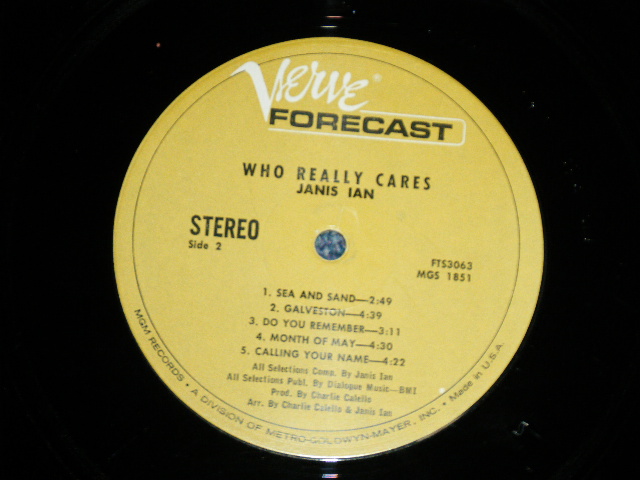 Verve
FORECAST
WHO REALLY CARES
JANIS IAN
STEREO
Side 2
FTS3063
MGS 1851
1. SEA AND SAND—2:49
2. GALVESTON—4:39
3. DO YOU REMEMBER—3:11
4. MONTH OF MAY—4:30
5. CALLING YOUR NAME—4:22
All Selections Comp. By Janis Ian
All Selections Publ. By Dialogue Music—BMI
Prod. By Charlie Calello
Arr. By Charlie Calello & Janis Ian
MGM RECORDS • A DIVISION OF METRO-GOLDWYN-MAYER, INC. • Made in U.S.A.